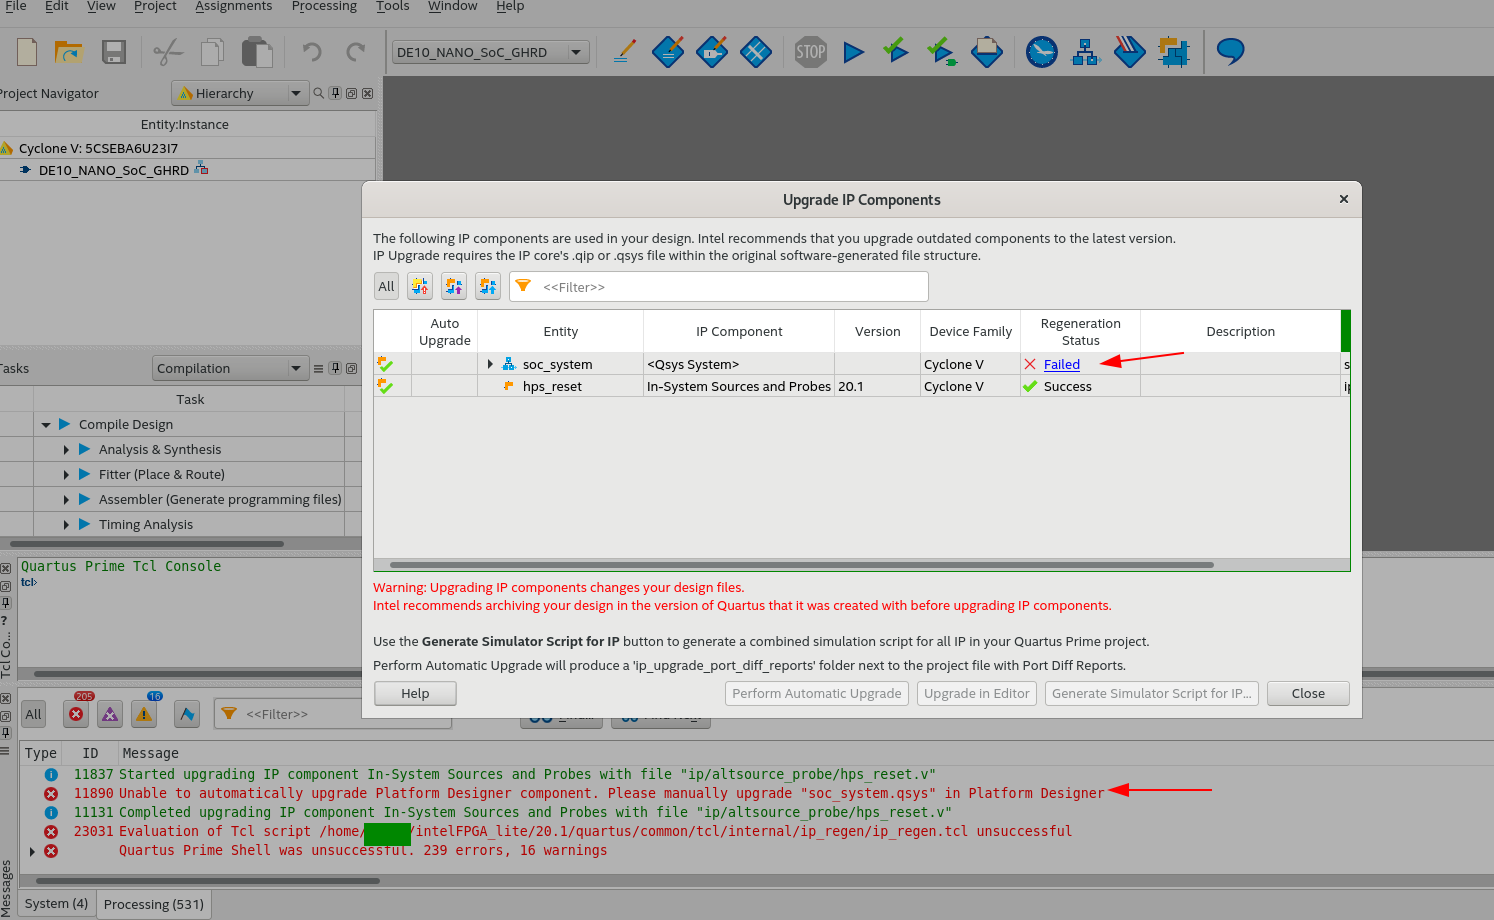 File Edit View Project Assignments Processing Tools Window Help
DE10_NANO_SoC_GHRD
STOP
Project Navigator
Hierarchy
Entity:Instance
Cyclone V: 5CSEBA6U23I7
DE10_NANO_SoC_GHRD
Upgrade IP Components
The following IP components are used in your design. Intel recommends that you upgrade outdated components to the latest version.
IP Upgrade requires the IP core's .qip or .qsys file within the original software-generated file structure.
All
<<Filter>>
Auto Upgrade Entity IP Component Version Device Family Regeneration Status Description
soc_system <Qsys System> Cyclone V Failed s
hps_reset In-System Sources and Probes 20.1 Cyclone V Success
Tasks
Compilation
Task
Compile Design
Analysis & Synthesis
Fitter (Place & Route)
Assembler (Generate programming files)
Timing Analysis
Warning: Upgrading IP components changes your design files.
Intel recommends archiving your design in the version of Quartus that it was created with before upgrading IP components.
Use the Generate Simulator Script for IP button to generate a combined simulation script for all IP in your Quartus Prime project.
Perform Automatic Upgrade will produce a 'ip_upgrade_port_diff_reports' folder next to the project file with Port Diff Reports.
Help Perform Automatic Upgrade Upgrade in Editor Generate Simulator Script for IP... Close
Quartus Prime Tcl Console
tcl>
Tcl Co...
All
205
16
<<Filter>>
Type ID Message
11837 Started upgrading IP component In-System Sources and Probes with file "ip/altsource_probe/hps_reset.v"
11890 Unable to automatically upgrade Platform Designer component. Please manually upgrade "soc_system.qsys" in Platform Designer
11131 Completed upgrading IP component In-System Sources and Probes with file "ip/altsource_probe/hps_reset.v"
23031 Evaluation of Tcl script /home/ /intelFPGA_lite/20.1/quartus/common/tcl/internal/ip_regen/ip_regen.tcl unsuccessful
Quartus Prime Shell was unsuccessful. 239 errors, 16 warnings
Messages
System (4) Processing (531)